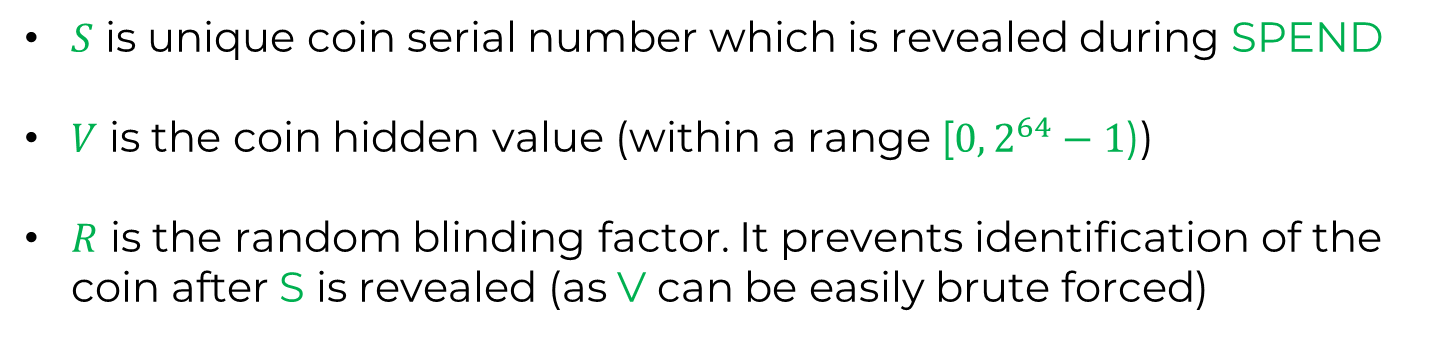 • S is unique coin serial number which is revealed during SPEND
• V is the coin hidden value (within a range [0, 2⁶⁴ − 1))
• R is the random blinding factor. It prevents identification of the
coin after S is revealed (as V can be easily brute forced)